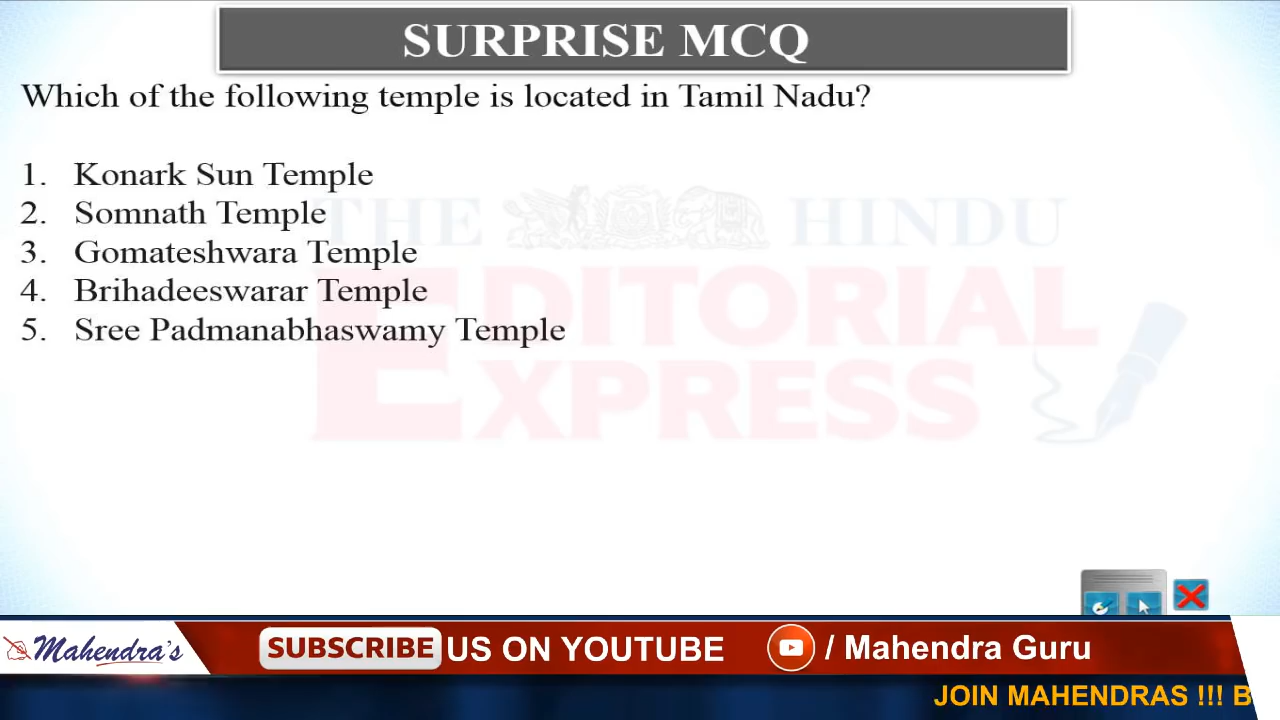 SURPRISE MCQ
Which of the following temple is located in Tamil Nadu?
1. Konark Sun Temple
2. Somnath Temple
3. Gomateshwara Temple
4. Brihadeeswarar Temple
5. Sree Padmanabhaswamy Temple
THE HINDU
EDITORIAL
EXPRESS
Mahendra's SUBSCRIBE US ON YOUTUBE / Mahendra Guru
JOIN MAHENDRAS !!! B